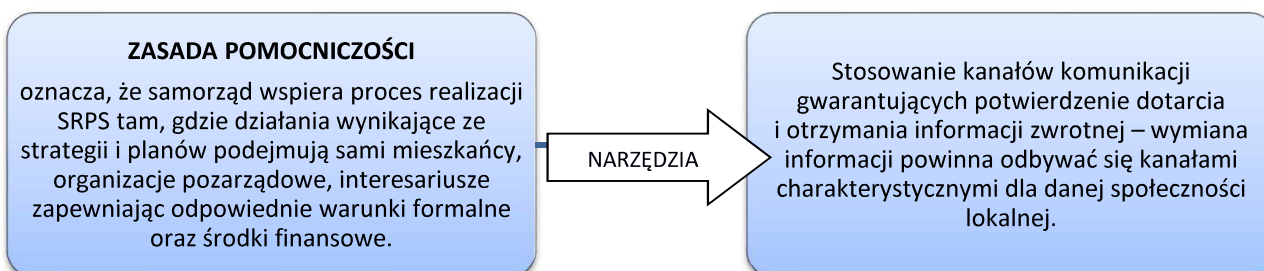 ZASADA POMOCNICZOŚCI
oznacza, że samorząd wspiera proces realizacji
SRPS tam, gdzie działania wynikające ze
strategii i planów podejmują sami mieszkańcy,
organizacje pozarządowe, interesariusze
zapewniając odpowiednie warunki formalne
oraz środki finansowe.
NARZĘDZIA
Stosowanie kanałów komunikacji
gwarantujących potwierdzenie dotarcia
i otrzymania informacji zwrotnej – wymiana
informacji powinna odbywać się kanałami
charakterystycznymi dla danej społeczności
lokalnej.